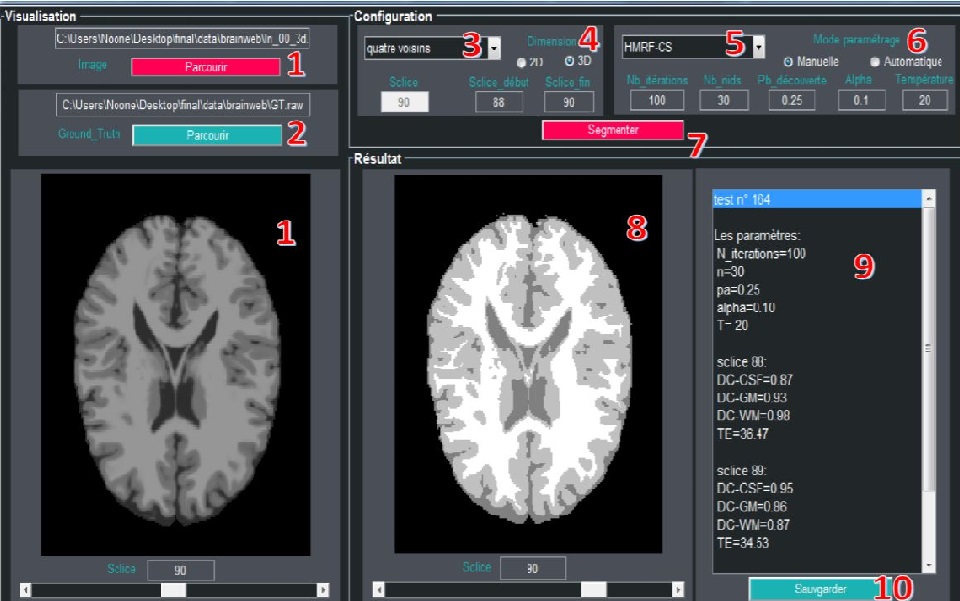 Visualisation
C:\Users\Noone\Desktop\final\data\brainweb\In_00_3d.
Image
Parcourir
1
C:\Users\Noone\Desktop\final\data\brainweb\GT.raw
Ground_Truth
Parcourir
2
Configuration
quatre voisins
3
Dimension
4
2D
3D
Sclice
Sclice_début
Sclice_fin
90
88
90
HMRF-CS
5
Mode paramétrage
6
Manuelle
Automatique
Nb_itérations
Nb_nids
Pb_découverte
Alpha
Température
100
30
0.25
0.1
20
Segmenter
7
1
Sclice
90
Résultat
8
Sclice
90
test n° 164
Les paramètres:
9
N_iterations=100
n=30
pa=0.25
alpha=0.10
T= 20
sclice 88:
DC-CSF=0.87
DC-GM=0.93
DC-WM=0.98
TE=36.47
sclice 89:
DC-CSF=0.95
DC-GM=0.86
DC-WM=0.87
TE=34.53
Sauvgarder
10